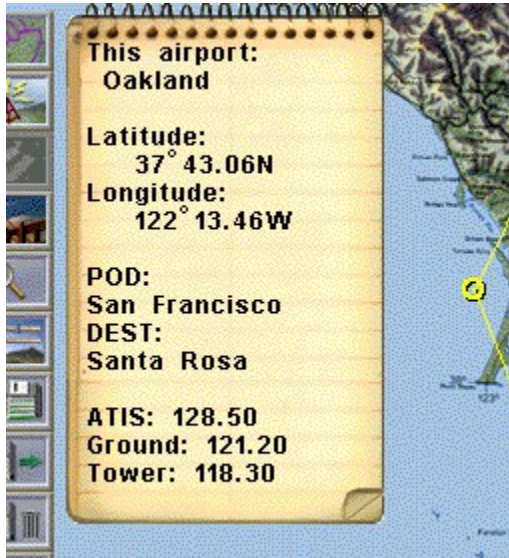 This airport:
Oakland
Latitude:
37°43.06N
Longitude:
122°13.46W
POD:
San Francisco
DEST:
Santa Rosa
ATIS: 128.50
Ground: 121.20
Tower: 118.30
123°